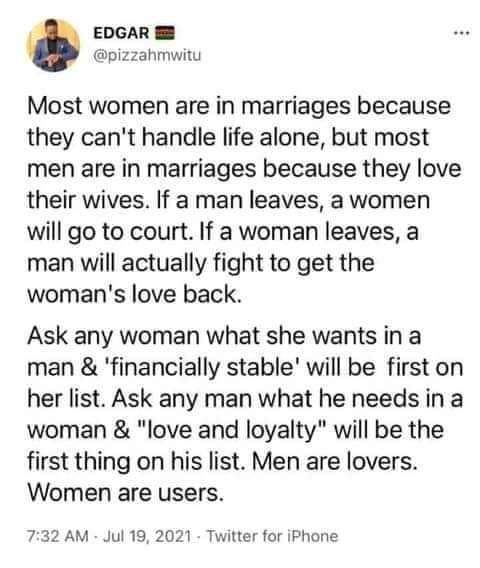 EDGAR
@pizzahmwitu
Most women are in marriages because
they can't handle life alone, but most
men are in marriages because they love
their wives. If a man leaves, a women
will go to court. If a woman leaves, a
man will actually fight to get the
woman's love back.
Ask any woman what she wants in a
man & 'financially stable' will be first on
her list. Ask any man what he needs in a
woman & "love and loyalty" will be the
first thing on his list. Men are lovers.
Women are users.
7:32 AM · Jul 19, 2021 · Twitter for iPhone